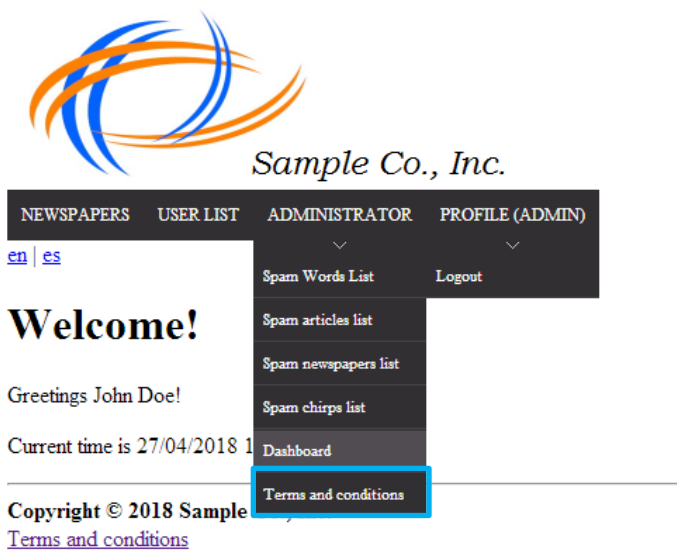 Sample Co., Inc.
NEWSPAPERS USER LIST ADMINISTRATOR PROFILE (ADMIN)
en | es
Spam Words List Logout
Welcome!
Spam articles list
Spam newspapers list
Greetings John Doe!
Spam chirps list
Current time is 27/04/2018 1
Dashboard
Terms and conditions
Copyright © 2018 Sample
Terms and conditions